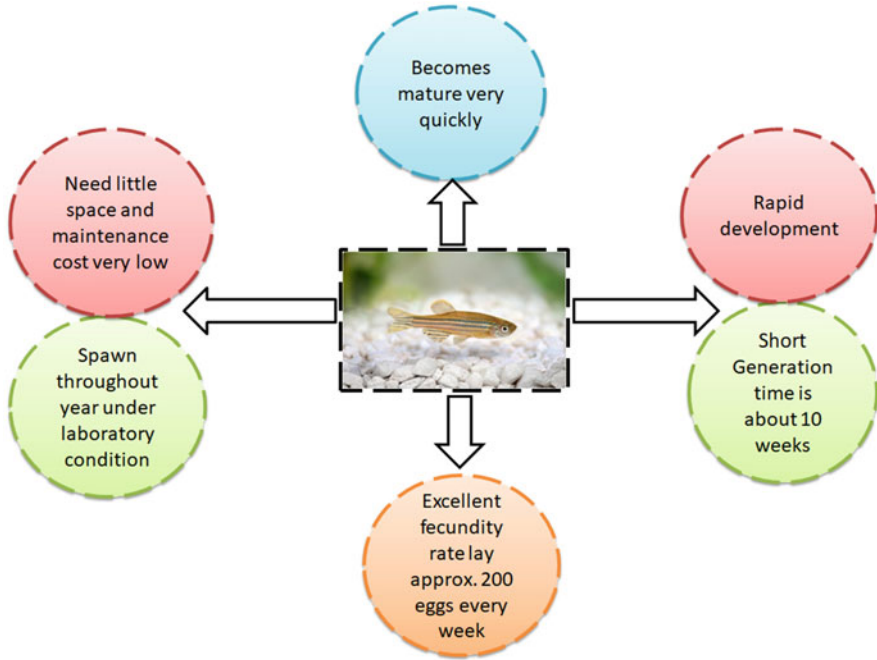 Becomes
mature very
quickly
Need little
space and
maintenance
cost very low
Rapid
development
Spawn
throughout
year under
laboratory
condition
Short
Generation
time is
about 10
weeks
Excellent
fecundity
rate lay
approx. 200
eggs every
week